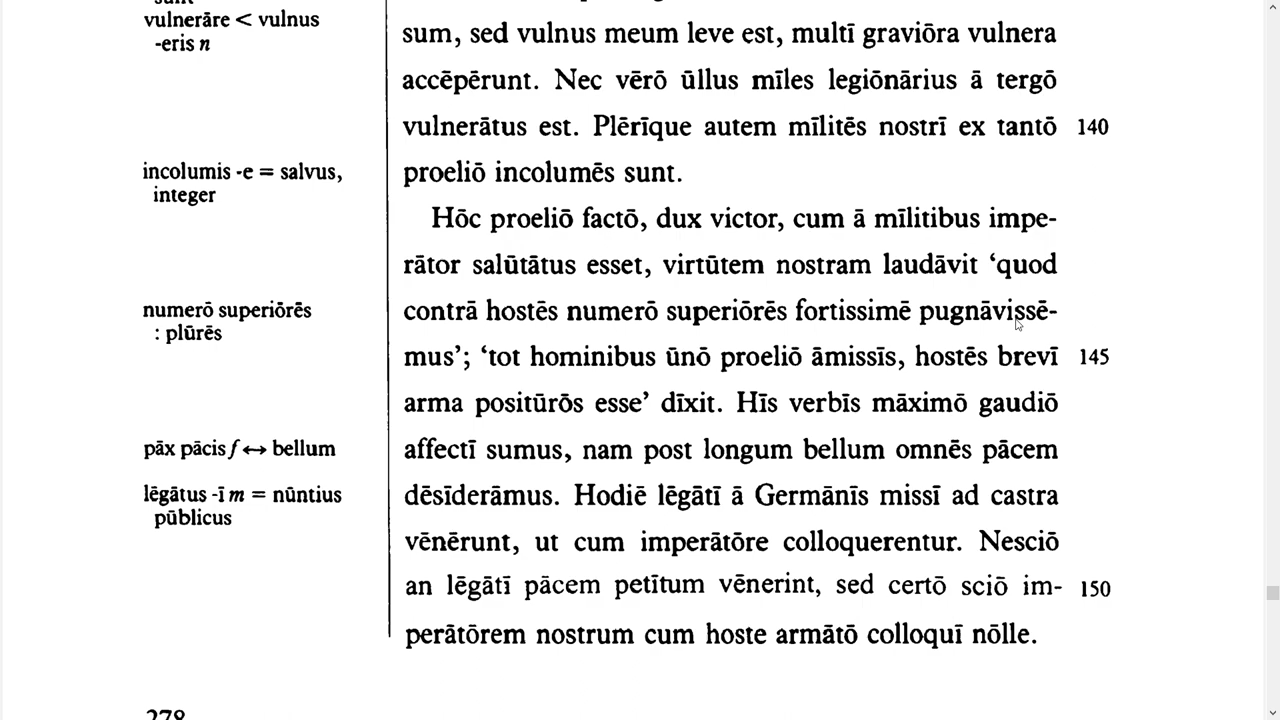 vulnerāre < vulnus
-eris n
incolumis -e = salvus,
integer
numerō superiōrēs
: plūrēs
pāx pācis f ↔ bellum
lēgātus -ī m = nūntius
pūblicus
sum, sed vulnus meum leve est, multī graviōra vulnera
accēpērunt. Nec vērō ūllus mīles legiōnārius ā tergō
vulnerātus est. Plērīque autem mīlitēs nostrī ex tantō 140
proeliō incolumēs sunt.
Hōc proeliō factō, dux victor, cum ā mīlitibus impe-
rātor salūtātus esset, virtūtem nostram laudāvit ‘quod
contrā hostēs numerō superiōrēs fortissimē pugnāvissē-
mus’; ‘tot hominibus ūnō proeliō āmissīs, hostēs brevī 145
arma positūrōs esse’ dīxit. Hīs verbīs māximō gaudiō
affectī sumus, nam post longum bellum omnēs pācem
dēsīderāmus. Hodiē lēgātī ā Germānīs missī ad castra
vēnērunt, ut cum imperātōre colloquerentur. Nesciō
an lēgātī pācem petītum vēnerint, sed certō sciō im- 150
perātōrem nostrum cum hoste armātō colloquī nōlle.
278